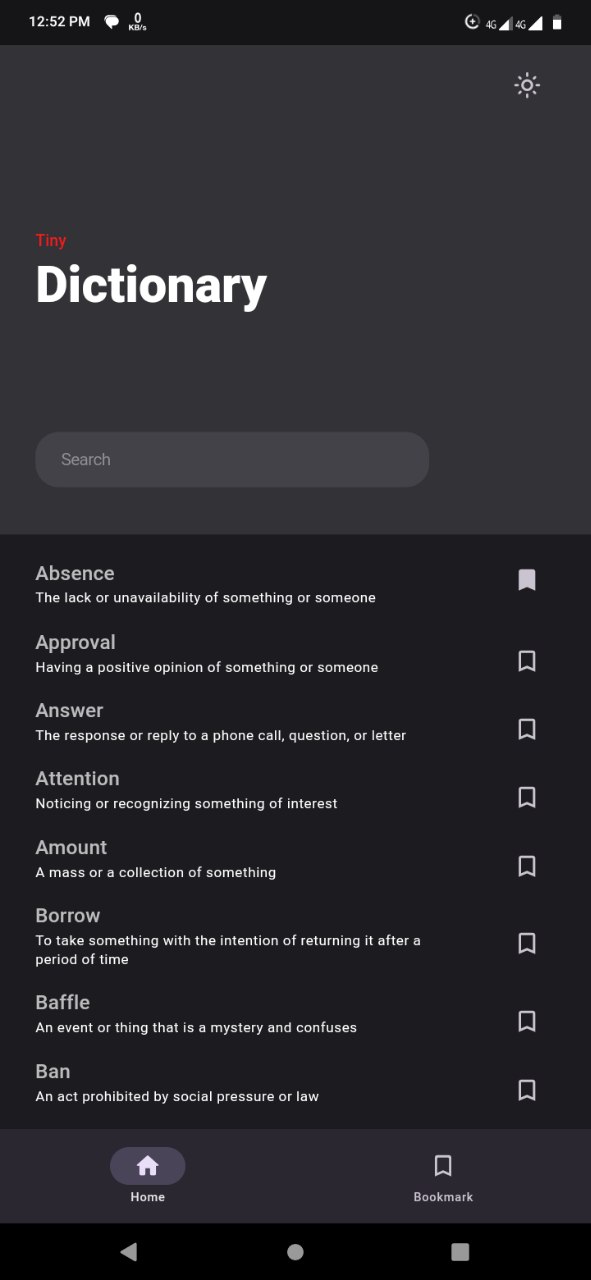 12:52 PM 0 KB/s 4G 4G
Tiny
Dictionary
Search
Absence
The lack or unavailability of something or someone
Approval
Having a positive opinion of something or someone
Answer
The response or reply to a phone call, question, or letter
Attention
Noticing or recognizing something of interest
Amount
A mass or a collection of something
Borrow
To take something with the intention of returning it after a
period of time
Baffle
An event or thing that is a mystery and confuses
Ban
An act prohibited by social pressure or law
Home
Bookmark